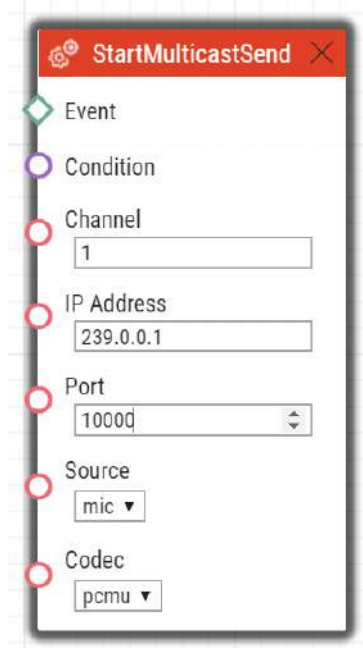 StartMulticastSend
Event
Condition
Channel
1
IP Address
239.0.0.1
Port
10000
Source
mic
Codec
pcmu